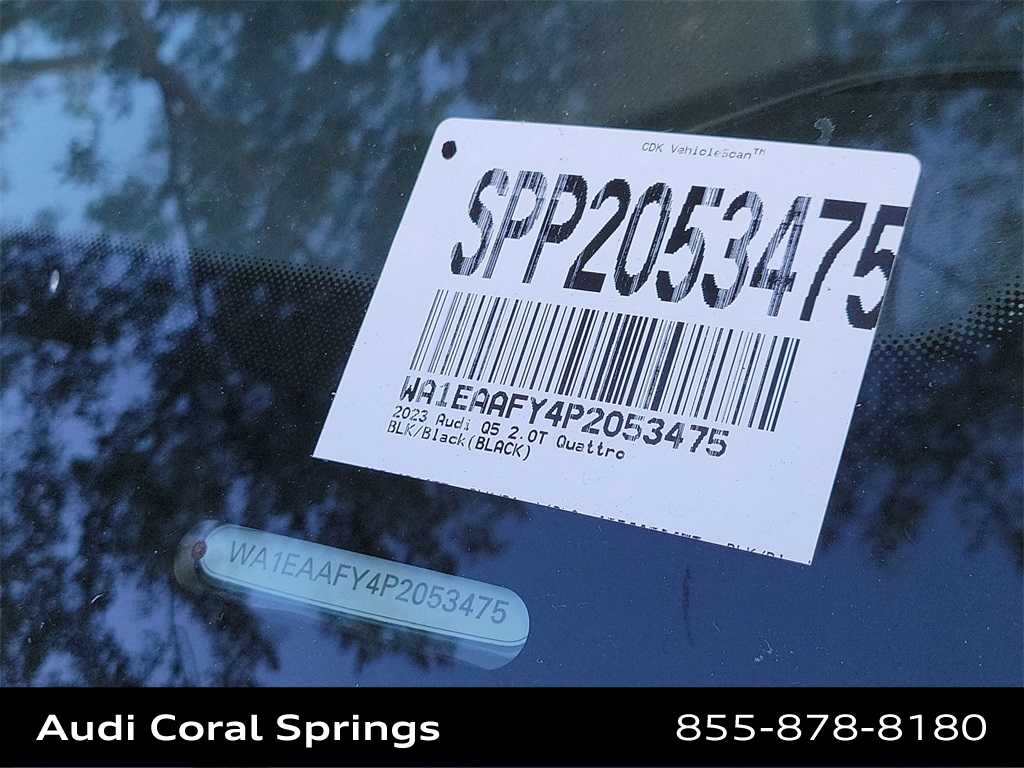 CDK VehicleScan™
SPP2053475
WA1EAAFY4P2053475
2023 Audi Q5 2.0T Quattro
BLK/Black(BLACK)
WA1EAAFY4P2053475
Audi Coral Springs
855-878-8180